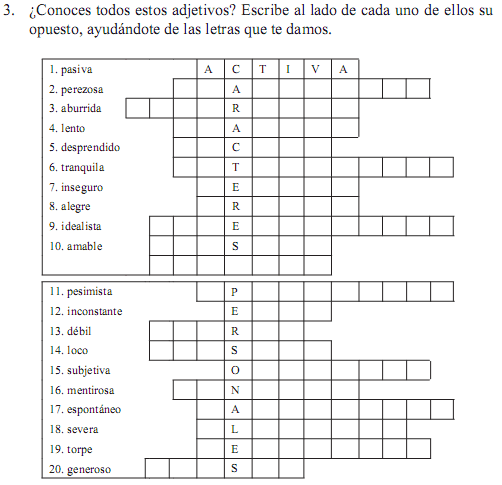 3. ¿Conoces todos estos adjetivos? Escribe al lado de cada uno de ellos su
opuesto, ayudándote de las letras que te damos.
1. pasiva A C T I V A
2. perezosa A
3. aburrida R
4. lento A
5. desprendido C
6. tranquila T
7. inseguro E
8. alegre R
9. idealista E
10. amable S
11. pesimista P
12. inconstante E
13. débil R
14. loco S
15. subjetiva O
16. mentirosa N
17. espontáneo A
18. severa L
19. torpe E
20. generoso S